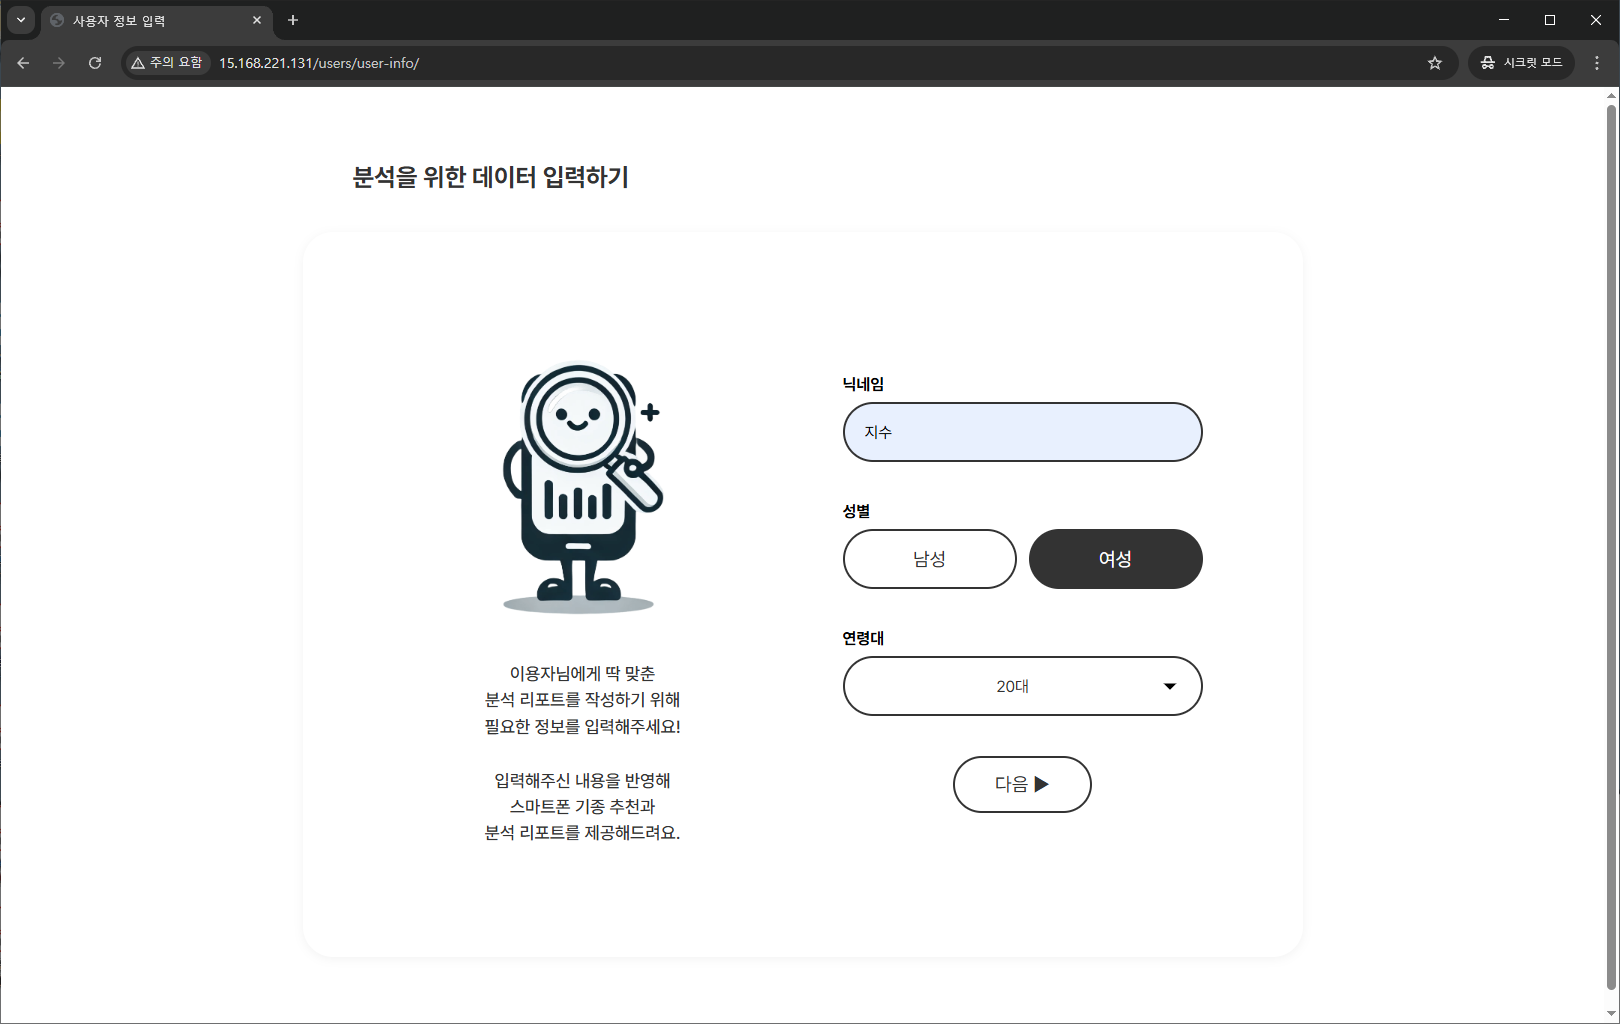 사용자 정보 입력
주의 요함
15.168.221.131/users/user-info/
시크릿 모드
분석을 위한 데이터 입력하기
이용자님에게 딱 맞춘
분석 리포트를 작성하기 위해
필요한 정보를 입력해주세요!
입력해주신 내용을 반영해
스마트폰 기종 추천과
분석 리포트를 제공해드려요.
닉네임
지수
성별
남성 여성
연령대
20대
다음 ▶